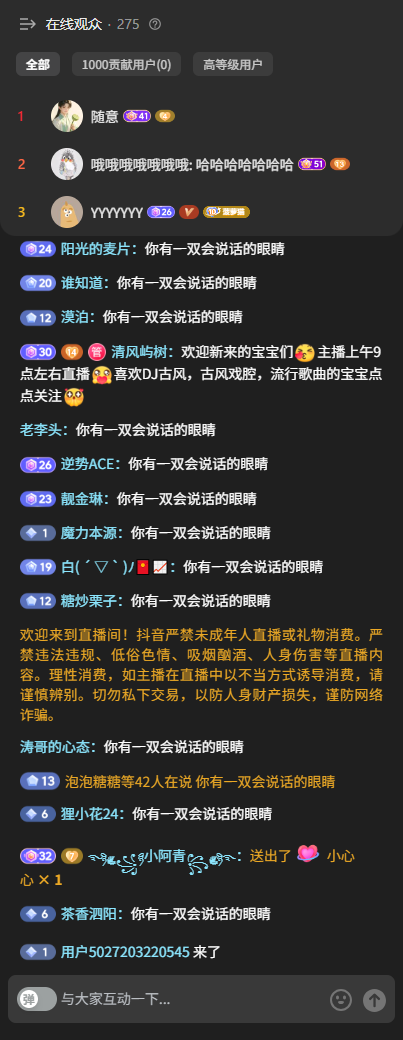 在线观众 · 275
全部 1000贡献用户(0) 高等级用户
1 随意 41
2 哦哦哦哦哦哦哦: 哈哈哈哈哈哈哈 51 13
3 YYYYYYY 26 10 菠萝猫
24 阳光的麦片：你有一双会说话的眼睛
20 谁知道：你有一双会说话的眼睛
12 漠泊：你有一双会说话的眼睛
30 14 管 清风屿树：欢迎新来的宝宝们😘主播上午9
点左右直播🤗喜欢DJ古风，古风戏腔，流行歌曲的宝宝点
点关注
老李头：你有一双会说话的眼睛
26 逆势ACE：你有一双会说话的眼睛
23 靓金琳：你有一双会说话的眼睛
1 魔力本源：你有一双会说话的眼睛
19 白( ´ ▽ ` )ﾉ🧧📈：你有一双会说话的眼睛
12 糖炒栗子：你有一双会说话的眼睛
欢迎来到直播间！抖音严禁未成年人直播或礼物消费。严
禁违法违规、低俗色情、吸烟酗酒、人身伤害等直播内
容。理性消费，如主播在直播中以不当方式诱导消费，请
谨慎辨别。切勿私下交易，以防人身财产损失，谨防网络
诈骗。
涛哥的心态：你有一双会说话的眼睛
13 泡泡糖糖等42人在说 你有一双会说话的眼睛
6 狸小花24：你有一双会说话的眼睛
32 7 小阿青：送出了 小心
心 × 1
6 茶香泗阳：你有一双会说话的眼睛
1 用户5027203220545 来了
弹 与大家互动一下...